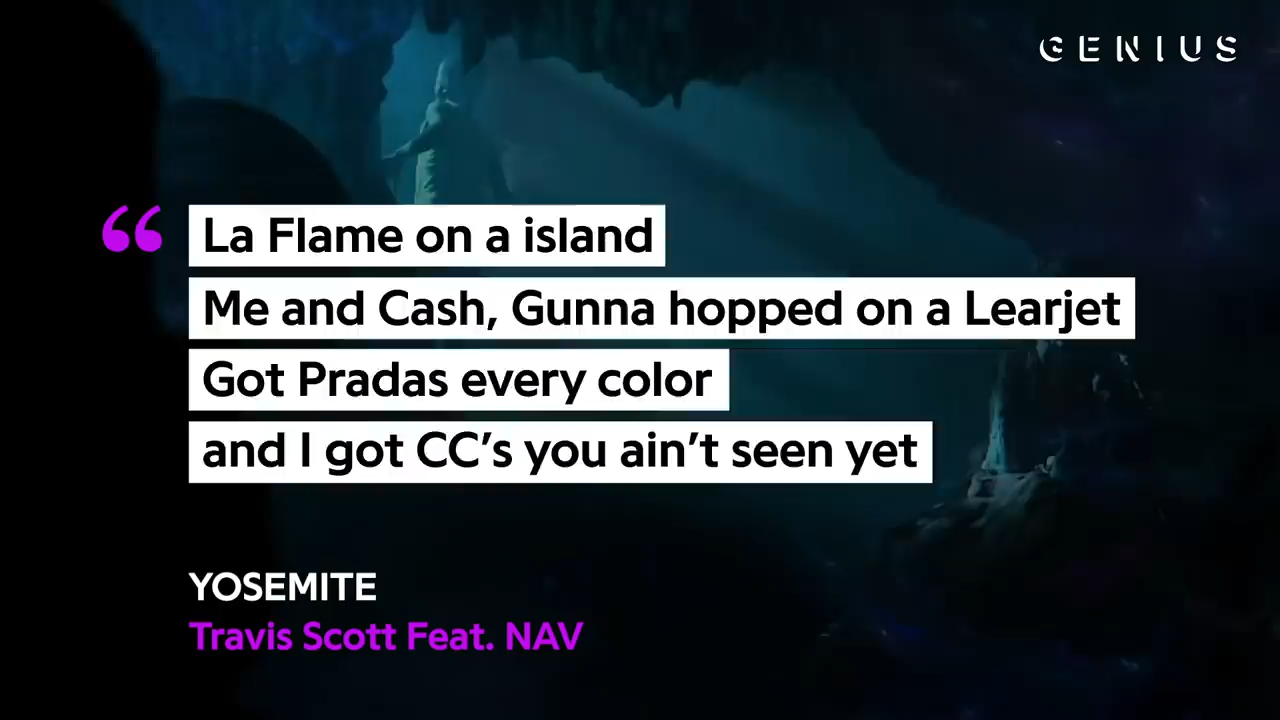 GENIUS
“
La Flame on a island
Me and Cash, Gunna hopped on a Learjet
Got Pradas every color
and I got CC’s you ain’t seen yet
YOSEMITE
Travis Scott Feat. NAV